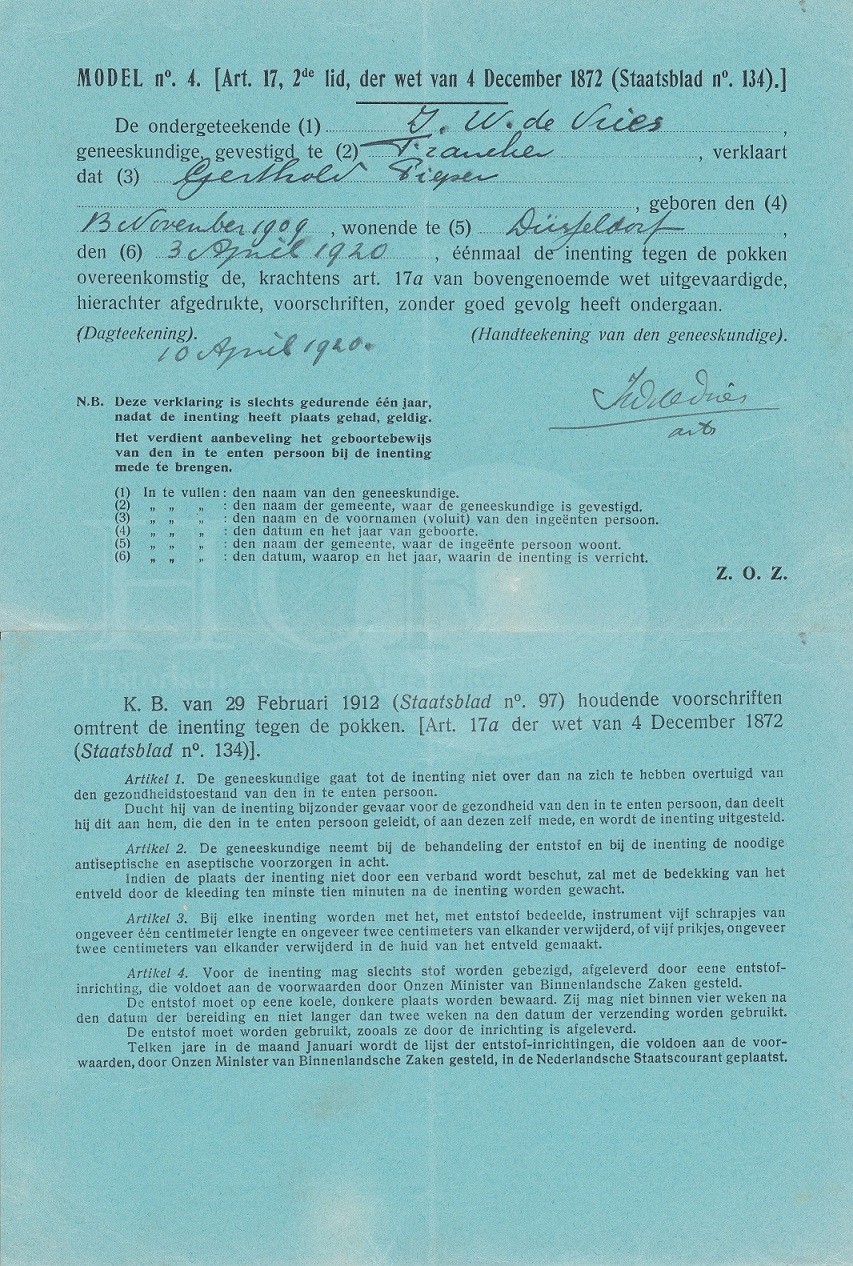 MODEL nº. 4. [Art. 17, 2de lid, der wet van 4 December 1872 (Staatsblad nº. 134).]
De ondergeteekende (1) J. W. de Vries ,
geneeskundige, gevestigd te (2) Franeker , verklaart
dat (3) Gerthold Pieper
, geboren den (4)
13 November 1909 , wonende te (5) Düsseldorf ,
den (6) 3 April 1920 , éénmaal de inenting tegen de pokken
overeenkomstig de, krachtens art. 17a van bovengenoemde wet uitgevaardigde,
hierachter afgedrukte, voorschriften, zonder goed gevolg heeft ondergaan.
(Dagteekening). (Handteekening van den geneeskundige).
10 April 1920.
JWdeVries
arts
N.B. Deze verklaring is slechts gedurende één jaar,
nadat de inenting heeft plaats gehad, geldig.
Het verdient aanbeveling het geboortebewijs
van den in te enten persoon bij de inenting
mede te brengen.
(1) In te vullen : den naam van den geneeskundige.
(2) „ „ „ : den naam der gemeente, waar de geneeskundige is gevestigd.
(3) „ „ „ : den naam en de voornamen (voluit) van den ingeënten persoon.
(4) „ „ „ : den datum en het jaar van geboorte.
(5) „ „ „ : den naam der gemeente, waar de ingeënte persoon woont.
(6) „ „ „ : den datum, waarop en het jaar, waarin de inenting is verricht.
Z. O. Z.
K. B. van 29 Februari 1912 (Staatsblad nº. 97) houdende voorschriften
omtrent de inenting tegen de pokken. [Art. 17a der wet van 4 December 1872
(Staatsblad nº. 134)].
Artikel 1. De geneeskundige gaat tot de inenting niet over dan na zich te hebben overtuigd van
den gezondheidstoestand van den in te enten persoon.
Ducht hij van de inenting bijzonder gevaar voor de gezondheid van den in te enten persoon, dan deelt
hij dit aan hem, die den in te enten persoon geleidt, of aan dezen zelf mede, en wordt de inenting uitgesteld.
Artikel 2. De geneeskundige neemt bij de behandeling der entstof en bij de inenting de noodige
antiseptische en aseptische voorzorgen in acht.
Indien de plaats der inenting niet door een verband wordt beschut, zal met de bedekking van het
entveld door de kleeding ten minste tien minuten na de inenting worden gewacht.
Artikel 3. Bij elke inenting worden met het, met entstof bedeelde, instrument vijf schrapjes van
ongeveer één centimeter lengte en ongeveer twee centimeters van elkander verwijderd, of vijf prikjes, ongeveer
twee centimeters van elkander verwijderd in de huid van het entveld gemaakt.
Artikel 4. Voor de inenting mag slechts stof worden gebezigd, afgeleverd door eene entstof-
inrichting, die voldoet aan de voorwaarden door Onzen Minister van Binnenlandsche Zaken gesteld.
De entstof moet op eene koele, donkere plaats worden bewaard. Zij mag niet binnen vier weken na
den datum der bereiding en niet langer dan twee weken na den datum der verzending worden gebruikt.
De entstof moet worden gebruikt, zooals ze door de inrichting is afgeleverd.
Telken jare in de maand Januari wordt de lijst der entstof-inrichtingen, die voldoen aan de voor-
waarden, door Onzen Minister van Binnenlandsche Zaken gesteld, in de Nederlandsche Staatscourant geplaatst.